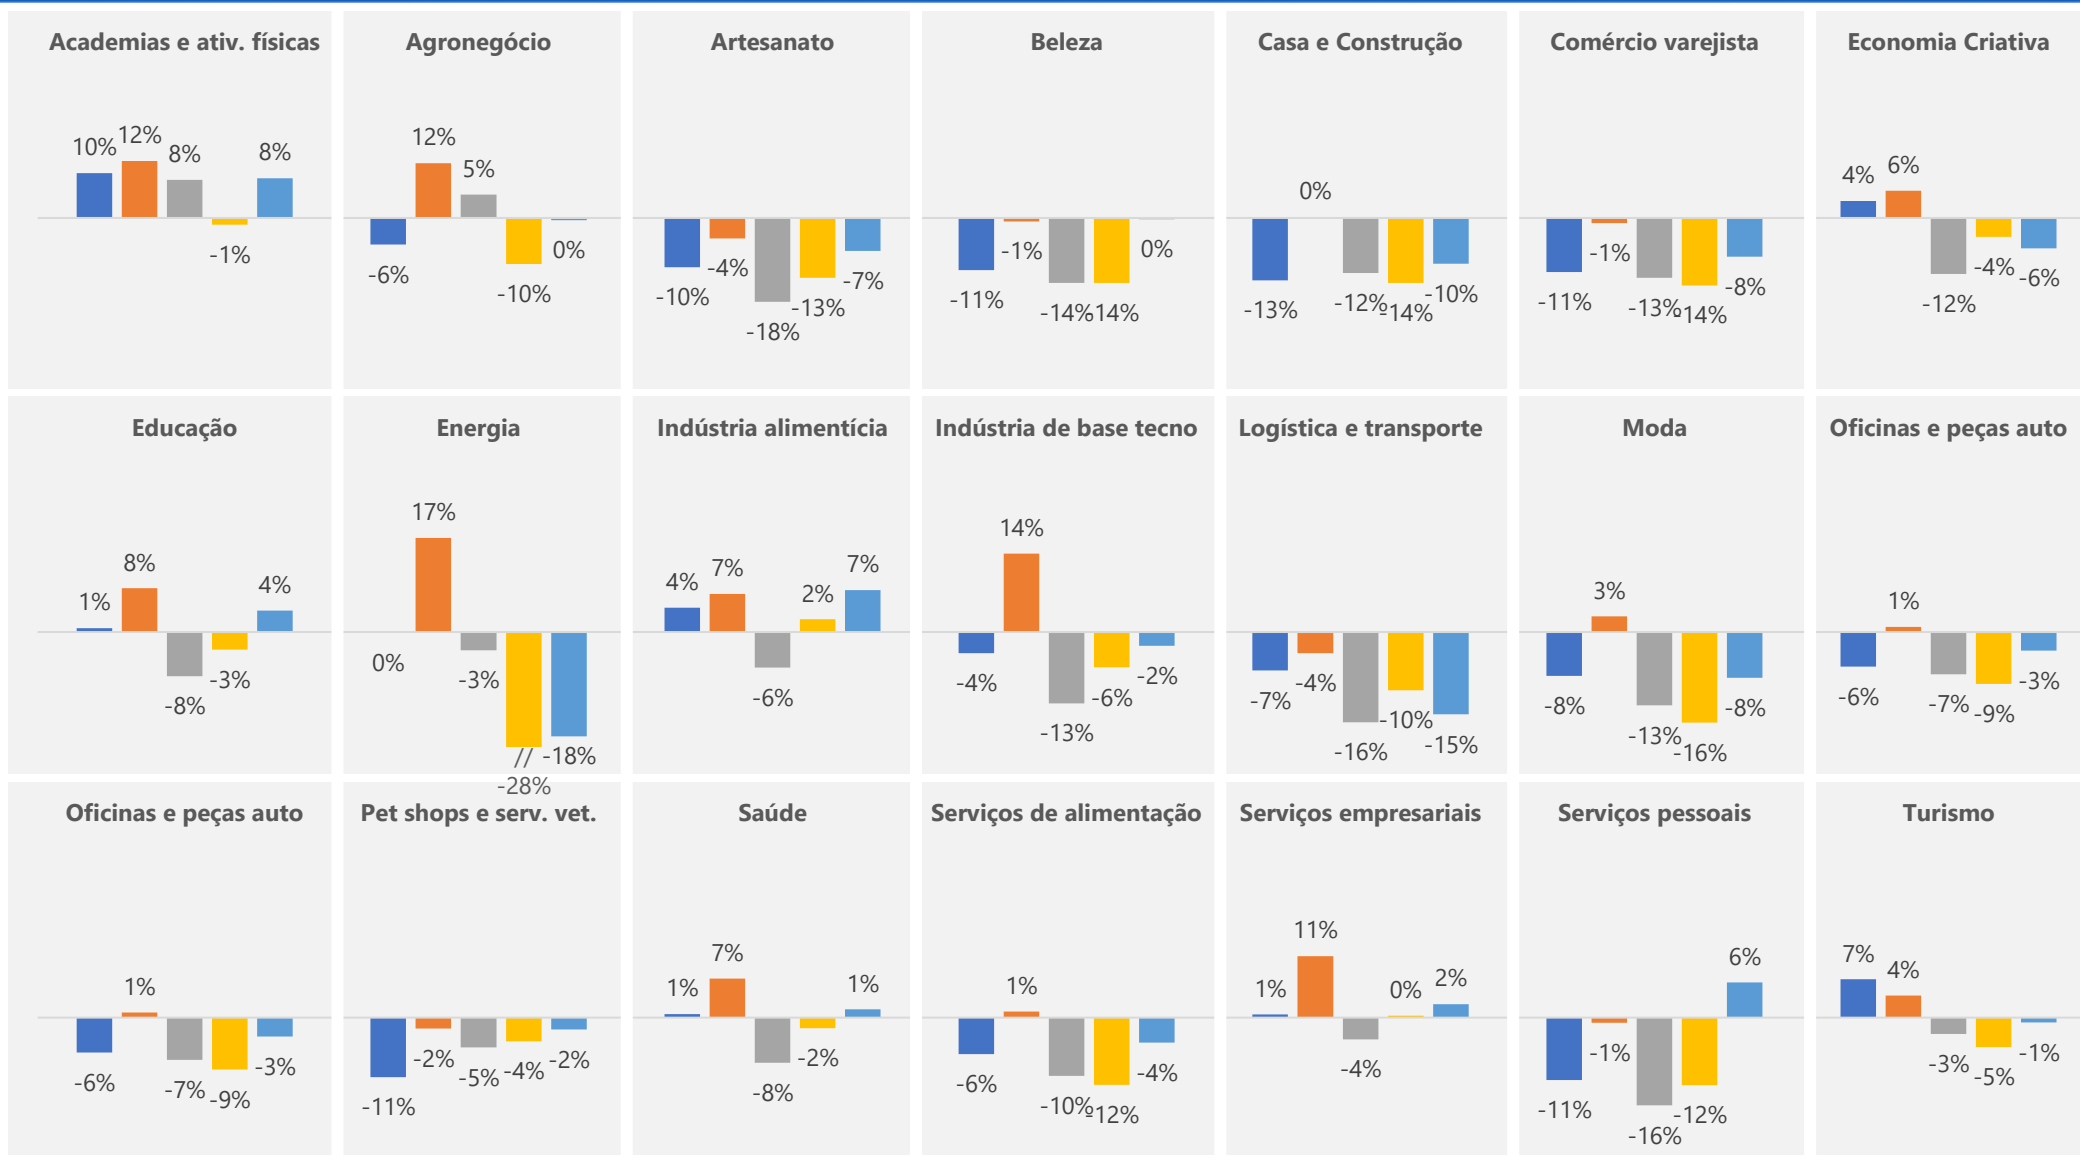 Academias e ativ. físicas
10% 12% 8% -1% 8%
Agronegócio
-6% 12% 5% -10% 0%
Artesanato
-10% -4% -18% -13% -7%
Beleza
-11% -1% -14% 14% 0%
Casa e Construção
-13% 0% -12% -14% -10%
Comércio varejista
-11% -1% -13% -14% -8%
Economia Criativa
4% 6% -12% -4% -6%
Educação
1% 8% -8% -3% 4%
Energia
0% 17% -3% // -28% -18%
Indústria alimentícia
4% 7% -6% 2% 7%
Indústria de base tecno
-4% 14% -13% -6% -2%
Logística e transporte
-7% -4% -16% -10% -15%
Moda
-8% 3% -13% -16% -8%
Oficinas e peças auto
-6% 1% -7% -9% -3%
Oficinas e peças auto
-6% 1% -7% -9% -3%
Pet shops e serv. vet.
-11% -2% -5% -4% -2%
Saúde
1% 7% -8% -2% 1%
Serviços de alimentação
-6% 1% -10% -12% -4%
Serviços empresariais
1% 11% -4% 0% 2%
Serviços pessoais
-11% -1% -16% -12% 6%
Turismo
7% 4% -3% -5% -1%